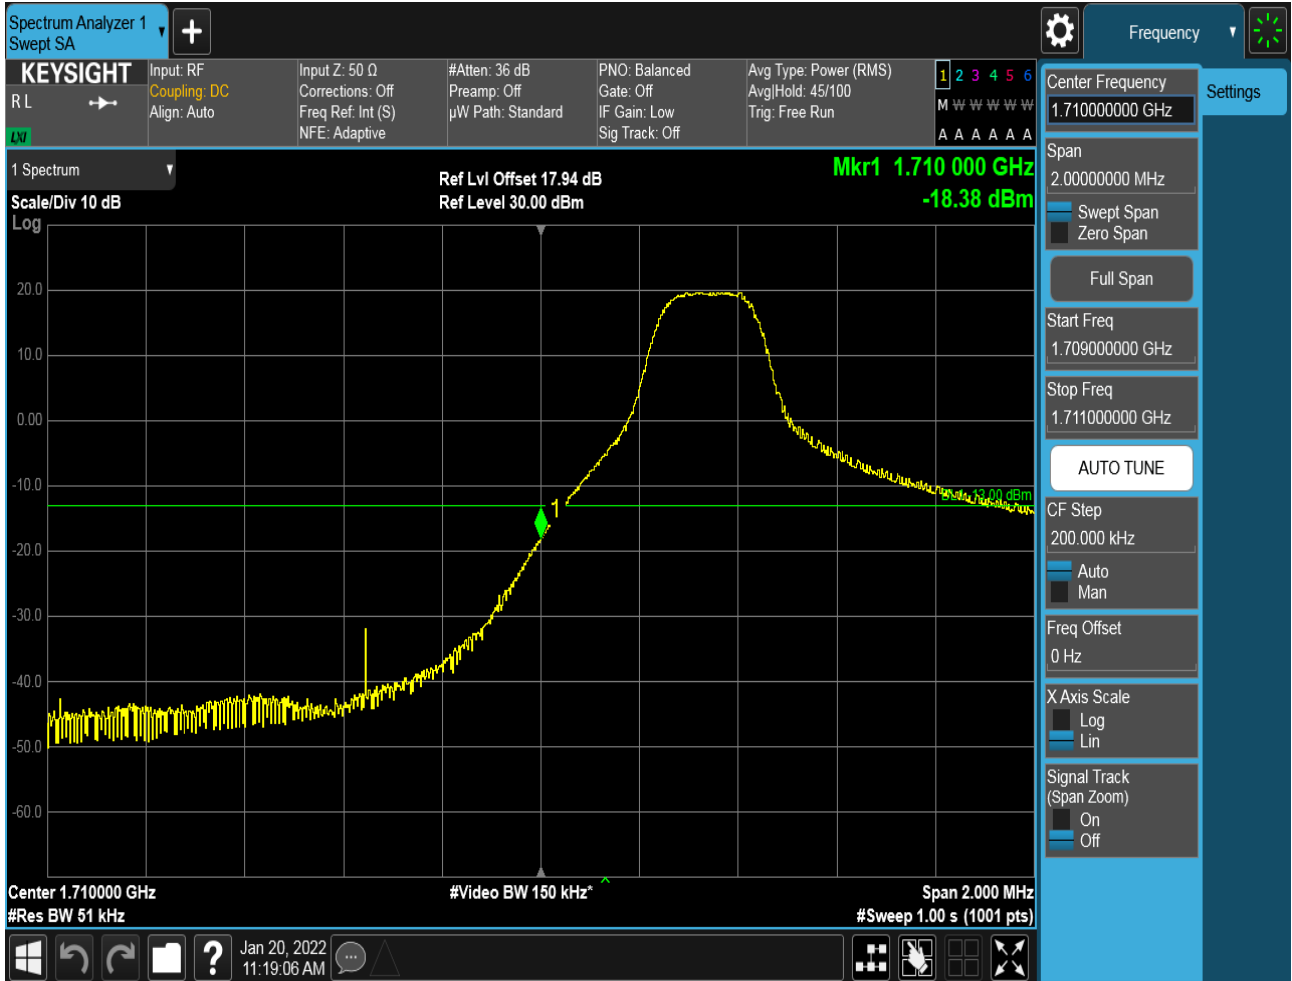 Spectrum Analyzer 1
Swept SA
Frequency
KEYSIGHT
R L
LXI
Input: RF
Coupling: DC
Align: Auto
Input Z: 50 Ω
Corrections: Off
Freq Ref: Int (S)
NFE: Adaptive
#Atten: 36 dB
Preamp: Off
µW Path: Standard
PNO: Balanced
Gate: Off
IF Gain: Low
Sig Track: Off
Avg Type: Power (RMS)
Avg|Hold: 45/100
Trig: Free Run
1 2 3 4 5 6
M W W W W W
A A A A A A
1 Spectrum
Scale/Div 10 dB
Log
Ref Lvl Offset 17.94 dB
Ref Level 30.00 dBm
Mkr1 1.710 000 GHz
-18.38 dBm
20.0
10.0
0.00
-10.0
-20.0
-30.0
-40.0
-50.0
-60.0
1
13.00 dBm
Center 1.710000 GHz
#Res BW 51 kHz
#Video BW 150 kHz*
Span 2.000 MHz
#Sweep 1.00 s (1001 pts)
Jan 20, 2022
11:19:06 AM
Center Frequency
1.710000000 GHz
Settings
Span
2.00000000 MHz
Swept Span
Zero Span
Full Span
Start Freq
1.709000000 GHz
Stop Freq
1.711000000 GHz
AUTO TUNE
CF Step
200.000 kHz
Auto
Man
Freq Offset
0 Hz
X Axis Scale
Log
Lin
Signal Track
(Span Zoom)
On
Off